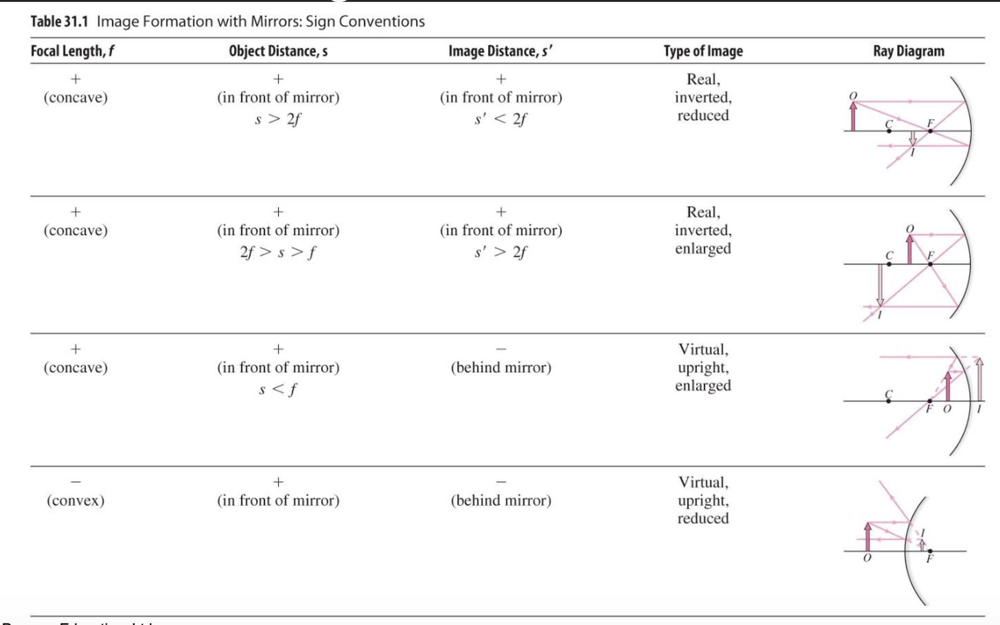 Table 31.1 Image Formation with Mirrors: Sign Conventions
Focal Length, f Object Distance, s Image Distance, s′ Type of Image Ray Diagram
+ + + Real,
(concave) (in front of mirror) (in front of mirror) inverted,
s > 2f s′ < 2f reduced
O
C F
I
+ + + Real,
(concave) (in front of mirror) (in front of mirror) inverted,
2f > s > f s′ > 2f enlarged
O
C F
I
+ + − Virtual,
(concave) (in front of mirror) (behind mirror) upright,
s < f enlarged
C
F O I
− + − Virtual,
(convex) (in front of mirror) (behind mirror) upright,
reduced
I
O F